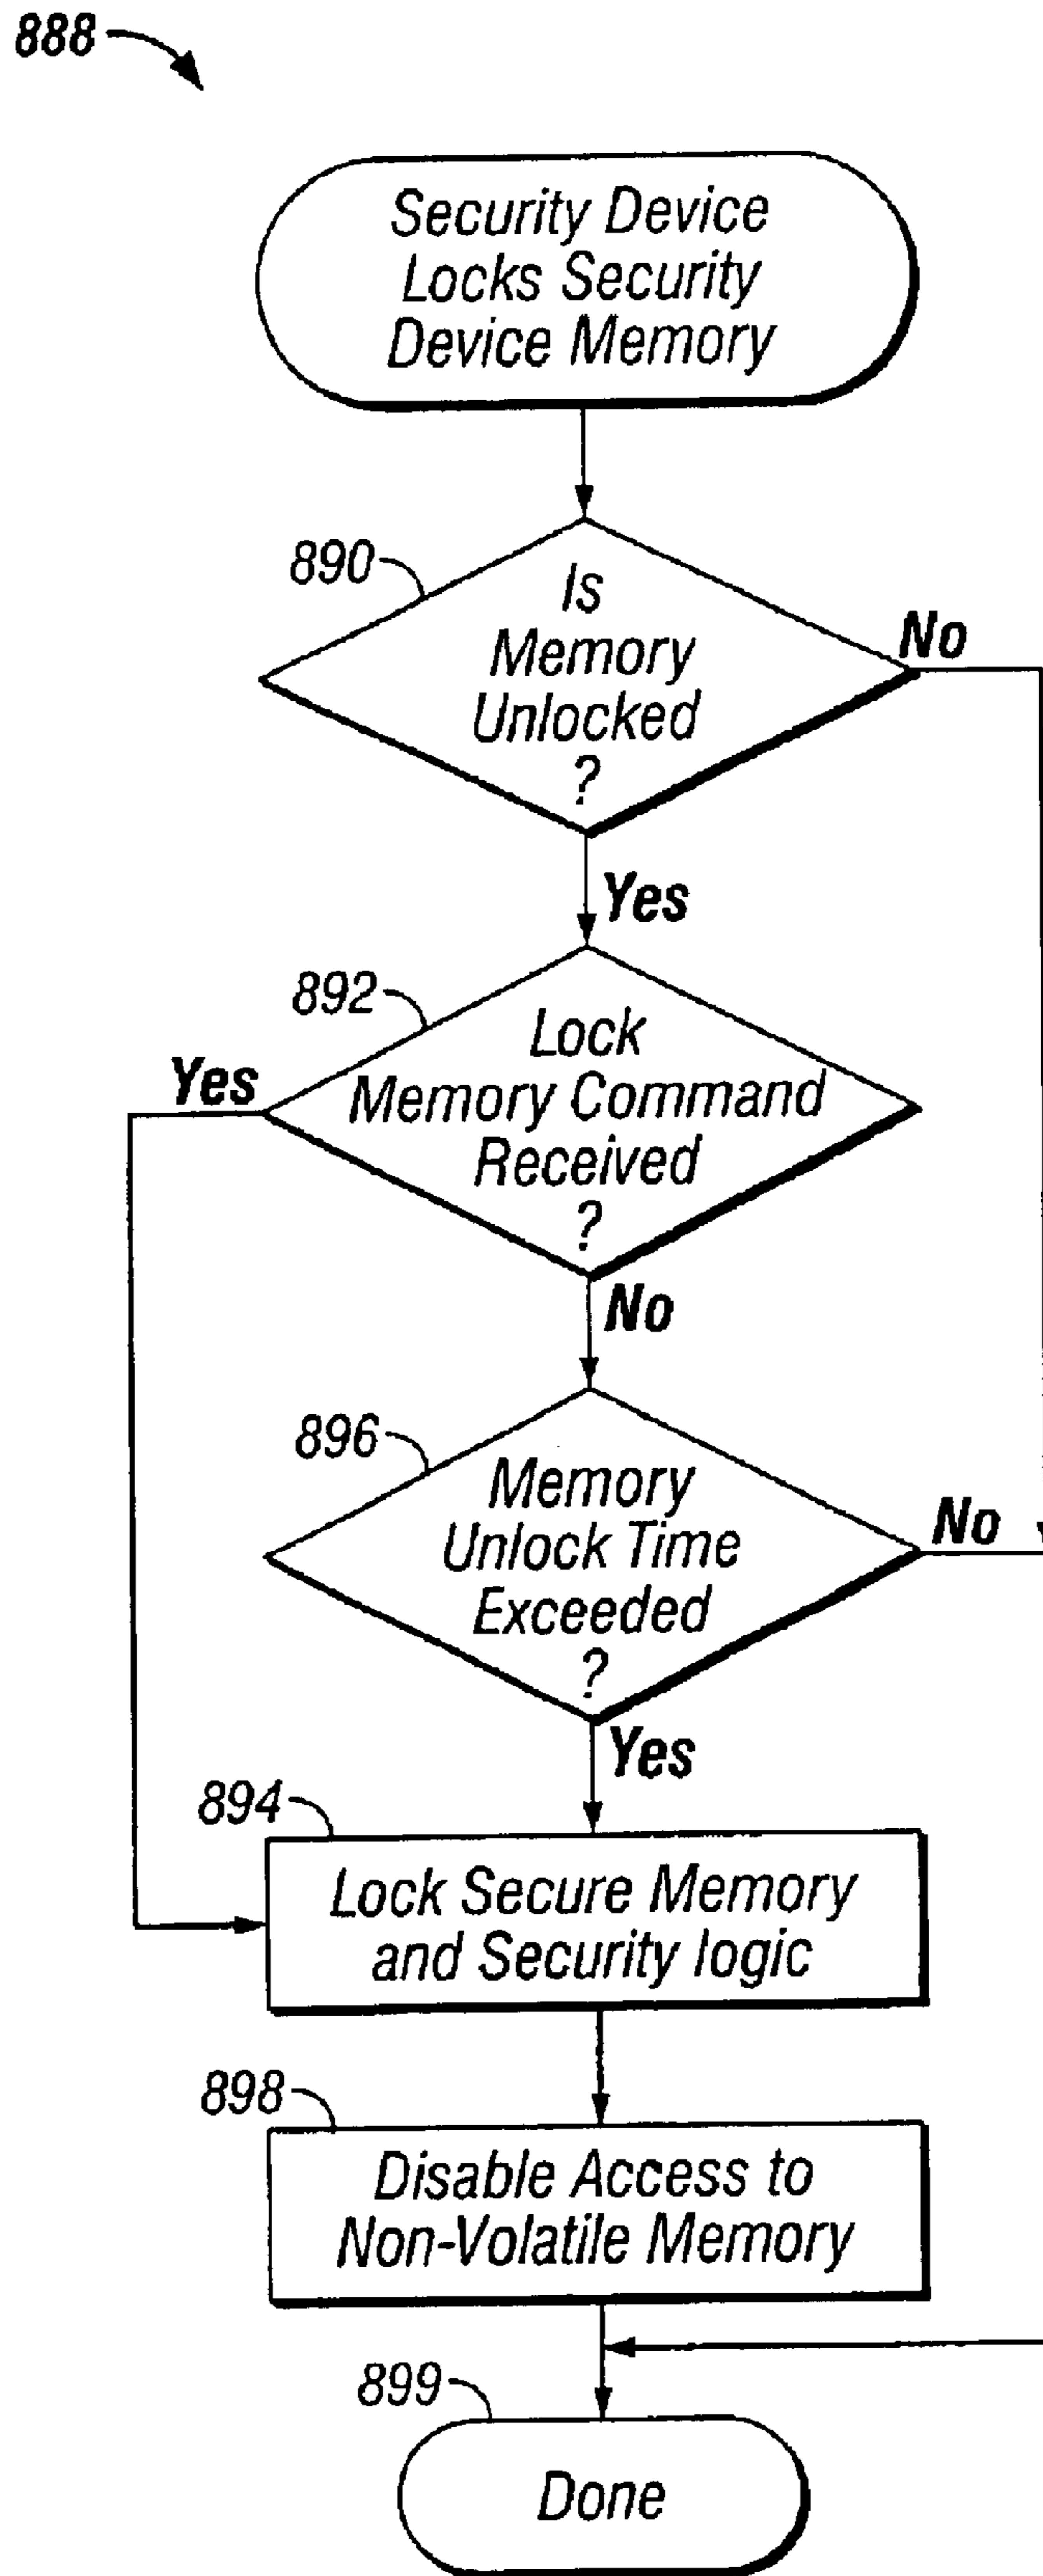 888
Security Device
Locks Security
Device Memory
890
Is
Memory
Unlocked
?
No
Yes
892
Lock
Memory Command
Received
?
Yes
No
896
Memory
Unlock Time
Exceeded
?
No
Yes
894
Lock Secure Memory
and Security logic
898
Disable Access to
Non-Volatile Memory
899
Done